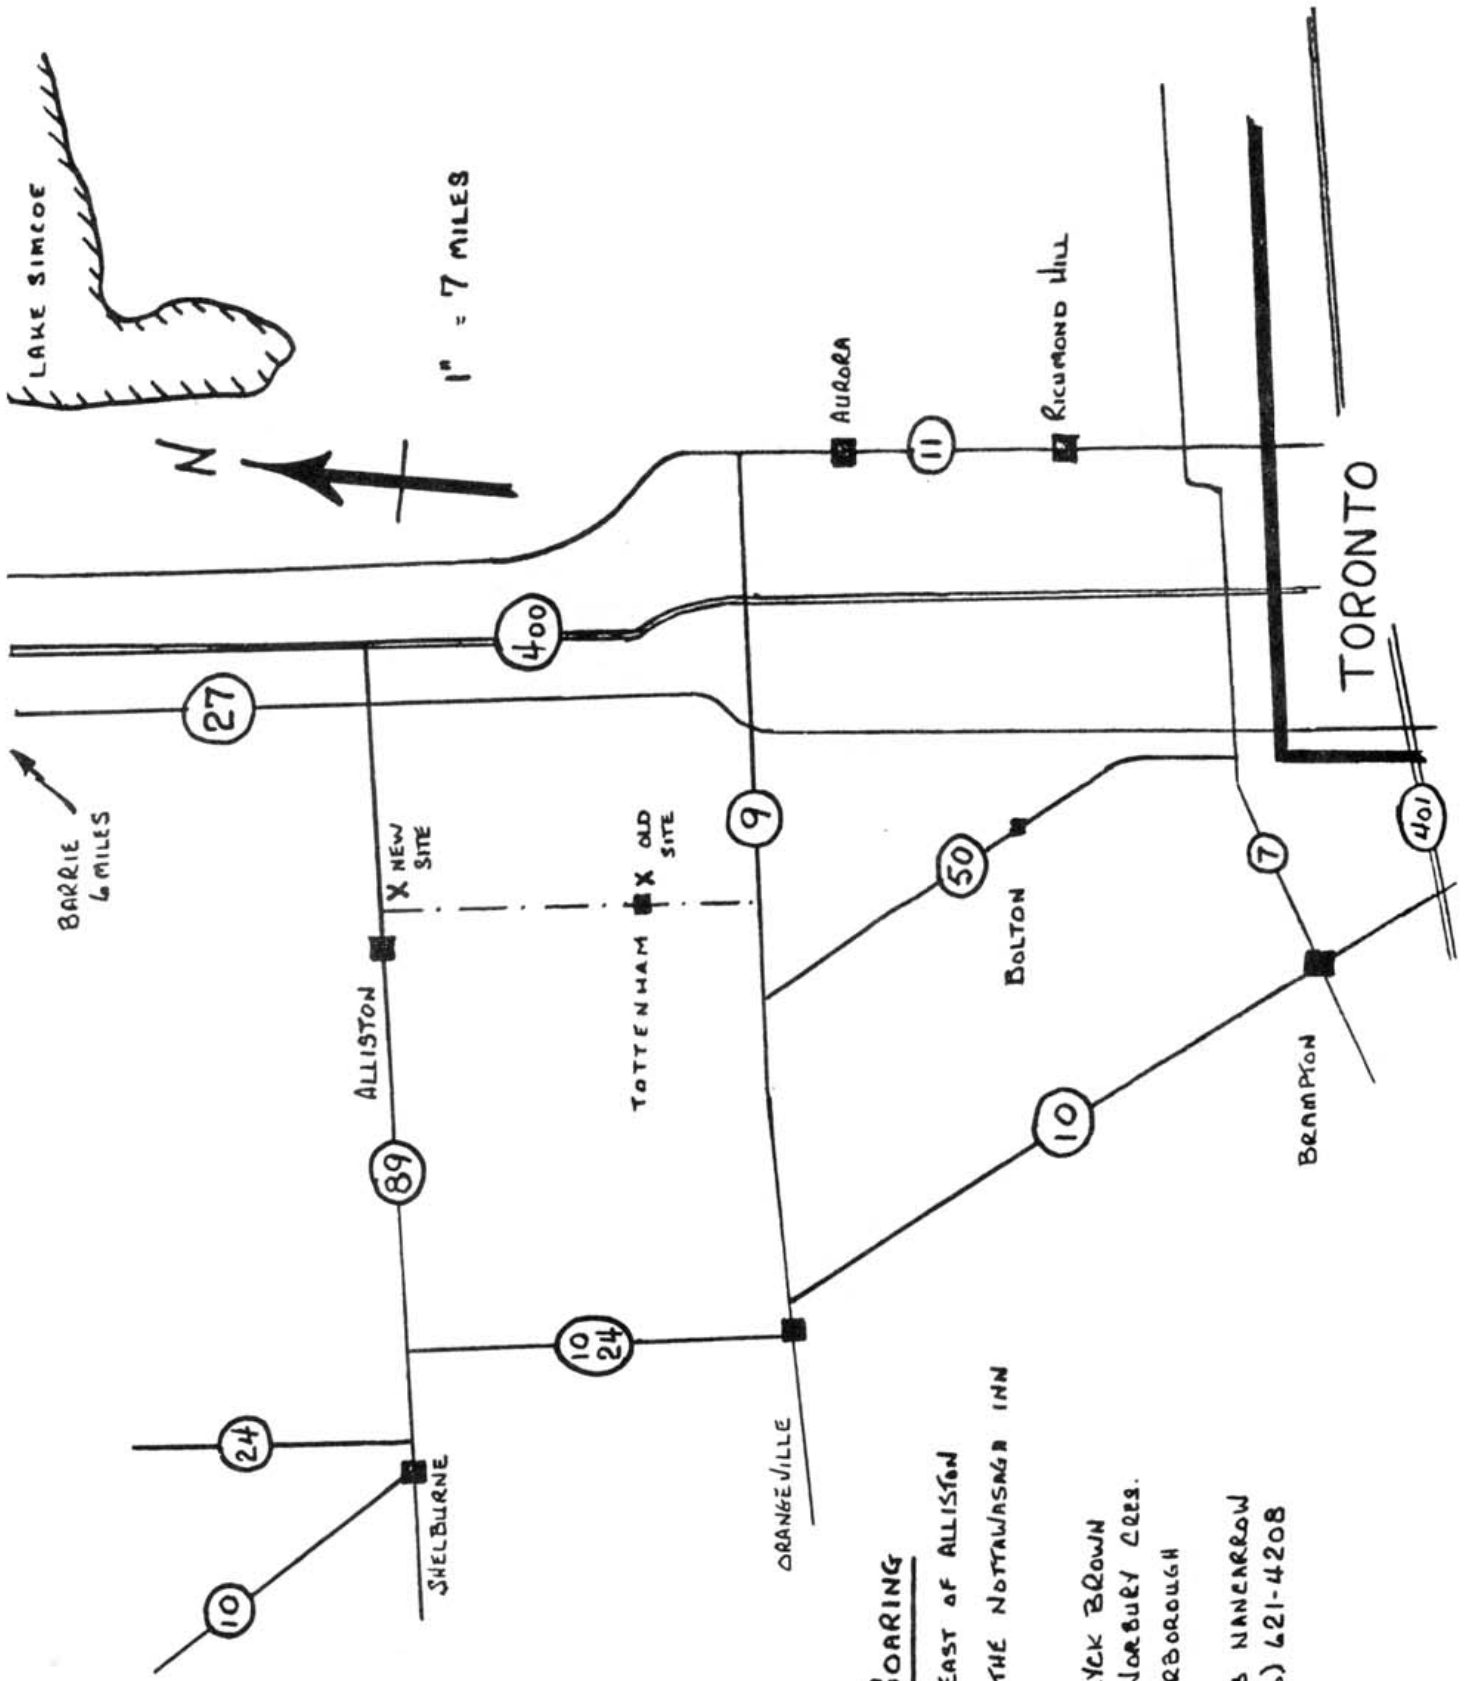 LAKE SIMCOE
N
1" = 7 MILES
BARRIE
6 MILES
27
400
11
AURORA
RICHMOND HILL
X NEW
SITE
ALLISTON
89
X OLD
SITE
TOTTENHAM
9
50
BOLTON
7
401
TORONTO
BRAMPTON
10
10
24
24
10
SHELBURNE
ORANGEVILLE
OARING
EAST OF ALLISTON
THE NOTTAWASAGA INN
YCK BROWN
NORBURY CRES.
RBOROUGH
NANCARROW
) 621-4208